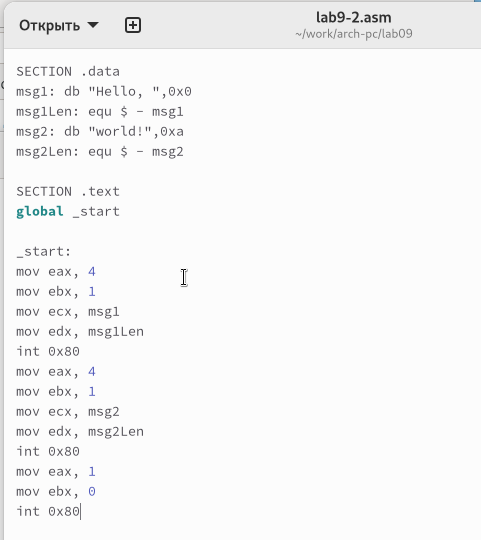 Открыть
lab9-2.asm
~/work/arch-pc/lab09
SECTION .data
msg1: db "Hello, ",0x0
msg1Len: equ $ - msg1
msg2: db "world!",0xa
msg2Len: equ $ - msg2
SECTION .text
global _start
_start:
mov eax, 4
mov ebx, 1
mov ecx, msg1
mov edx, msg1Len
int 0x80
mov eax, 4
mov ebx, 1
mov ecx, msg2
mov edx, msg2Len
int 0x80
mov eax, 1
mov ebx, 0
int 0x80